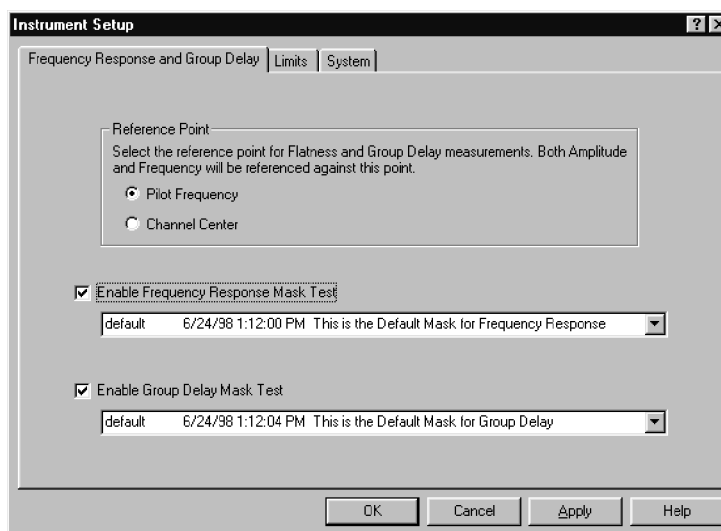 Instrument Setup
Frequency Response and Group Delay
Limits
System
Reference Point
Select the reference point for Flatness and Group Delay measurements. Both Amplitude
and Frequency will be referenced against this point.
Pilot Frequency
Channel Center
Enable Frequency Response Mask Test
default 6/24/98 1:12:00 PM This is the Default Mask for Frequency Response
Enable Group Delay Mask Test
default 6/24/98 1:12:04 PM This is the Default Mask for Group Delay
OK
Cancel
Apply
Help